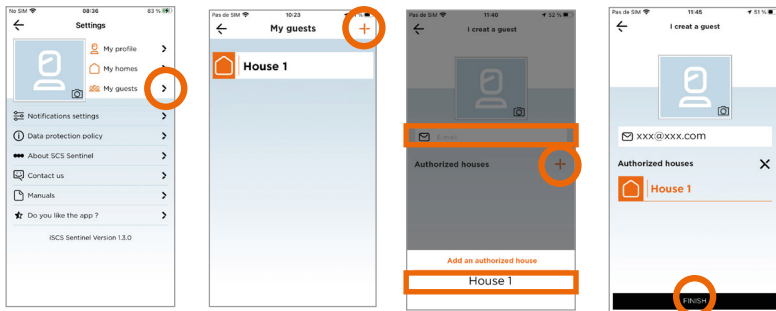 No SIM 08:36 83 %
Settings
My profile
My homes
My guests
Notifications settings
Data protection policy
About SCS Sentinel
Contact us
Manuals
Do you like the app ?
iSCS Sentinel Version 1.3.0
Pas de SIM 10:23
My guests
House 1
Pas de SIM 11:40 52 %
I creat a guest
E-mail
Authorized houses
Add an authorized house
House 1
Pas de SIM 11:45 51 %
I creat a guest
xxx@xxx.com
Authorized houses
House 1
FINISH